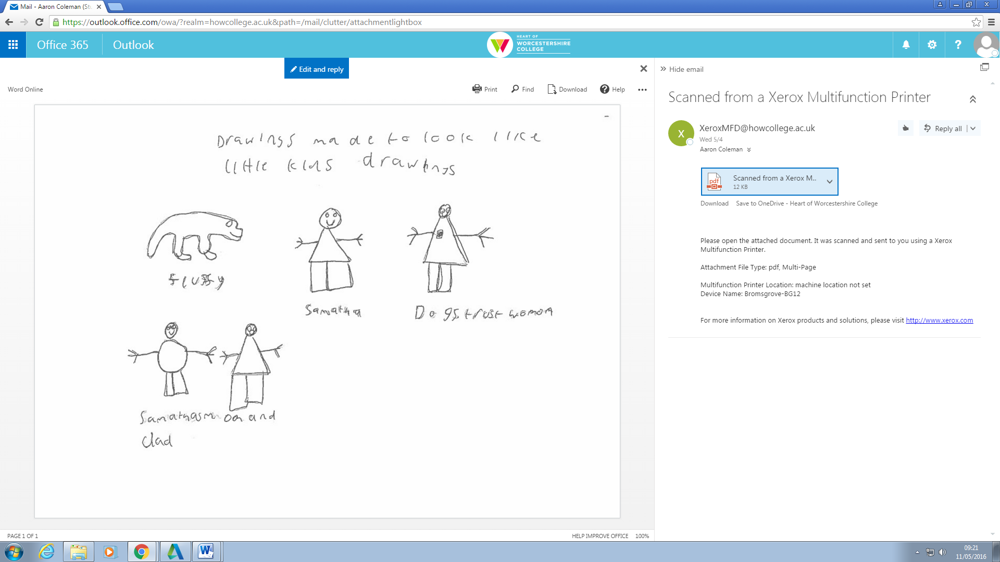 Mail - Aaron Coleman (Stu
https://outlook.office.com/owa/?realm=howcollege.ac.uk&path=/mail/clutter/attachmentlightbox
Office 365
Outlook
HEART OF
WORCESTERSHIRE
COLLEGE
?
Edit and reply
Hide email
Word Online
Print
Find
Download
Help
Drawings made to look like
little kids drawings
fluffy
Samatha
Dogs trust woman
Samathas mom and
dad
Scanned from a Xerox Multifunction Printer
X
XeroxMFD@howcollege.ac.uk
Wed 5/4
Aaron Coleman
Reply all
pdf
Scanned from a Xerox M...
12 KB
Download Save to OneDrive - Heart of Worcestershire College
Please open the attached document. It was scanned and sent to you using a Xerox
Multifunction Printer.
Attachment File Type: pdf, Multi-Page
Multifunction Printer Location: machine location not set
Device Name: Bromsgrove-BG12
For more information on Xerox products and solutions, please visit http://www.xerox.com
PAGE 1 OF 1
HELP IMPROVE OFFICE 100%
09:21
11/05/2016